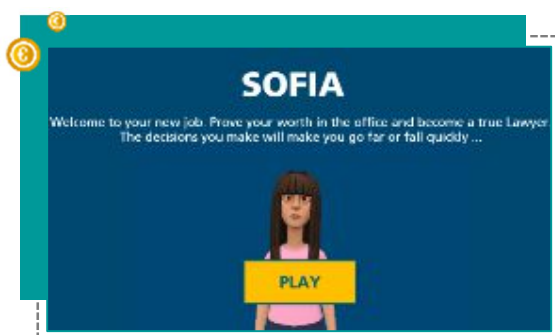 SOFIA
Welcome to your new job. Prove your worth in the office and become a true Lawyer
The decisions you make will make you go far or fall quickly ...
PLAY